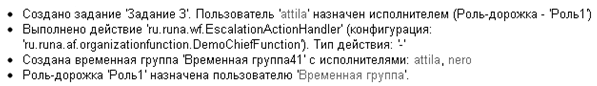 Создано задание 'Задание 3'. Пользователь 'attila' назначен исполнителем (Роль-дорожка - 'Роль1')
Выполнено действие 'ru.runa.wf.EscalationActionHandler' (конфигурация:
'ru.runa.af.organizationfunction.DemoChiefFunction'). Тип действия: '-'
Создана временная группа 'Временная группа41' с исполнителями: attila, nero
Роль-дорожка 'Роль1' назначена пользователю 'Временная группа'.